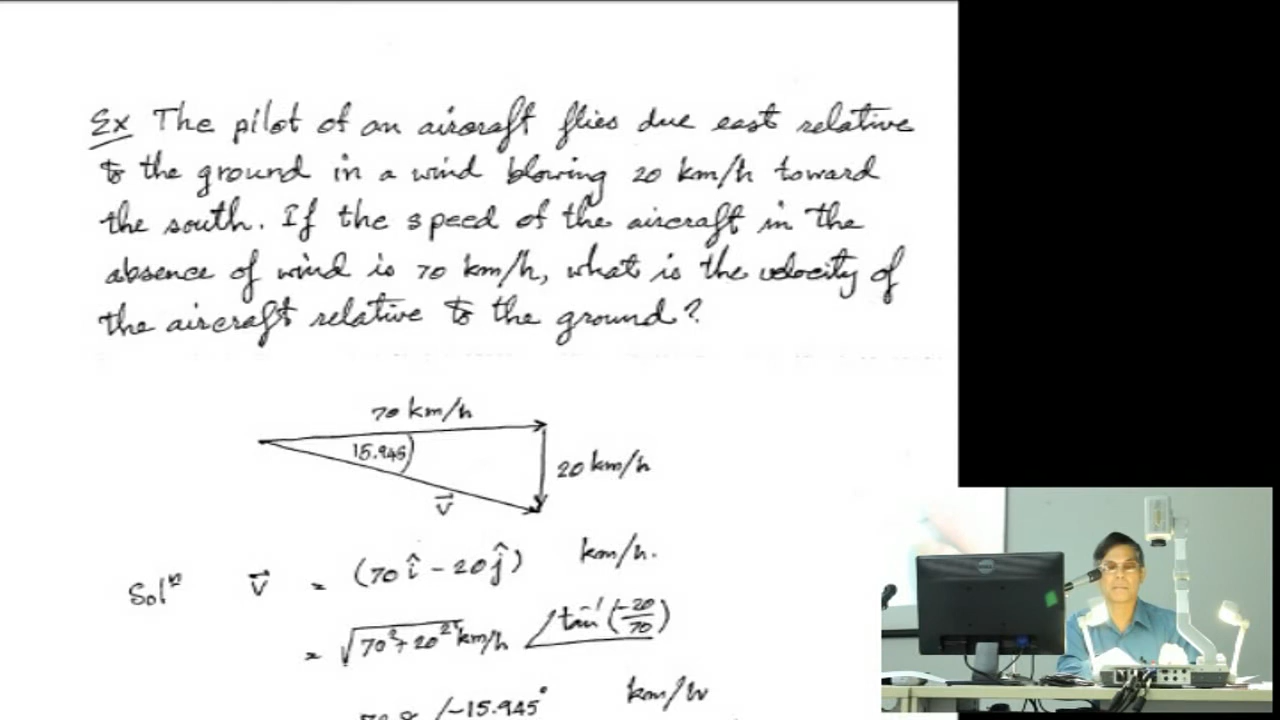 Ex The pilot of an aircraft flies due east relative
to the ground in a wind blowing 20 km/h toward
the south. If the speed of the aircraft in the
absence of wind is 70 km/h, what is the velocity of
the aircraft relative to the ground?
70 km/h
15.945
20 km/h
v⃗
Solⁿ v⃗ = (70 î - 20 ĵ) km/h.
= √70² + 20² km/h ∠tan⁻¹(-20/70)
∠-15.945° km/h